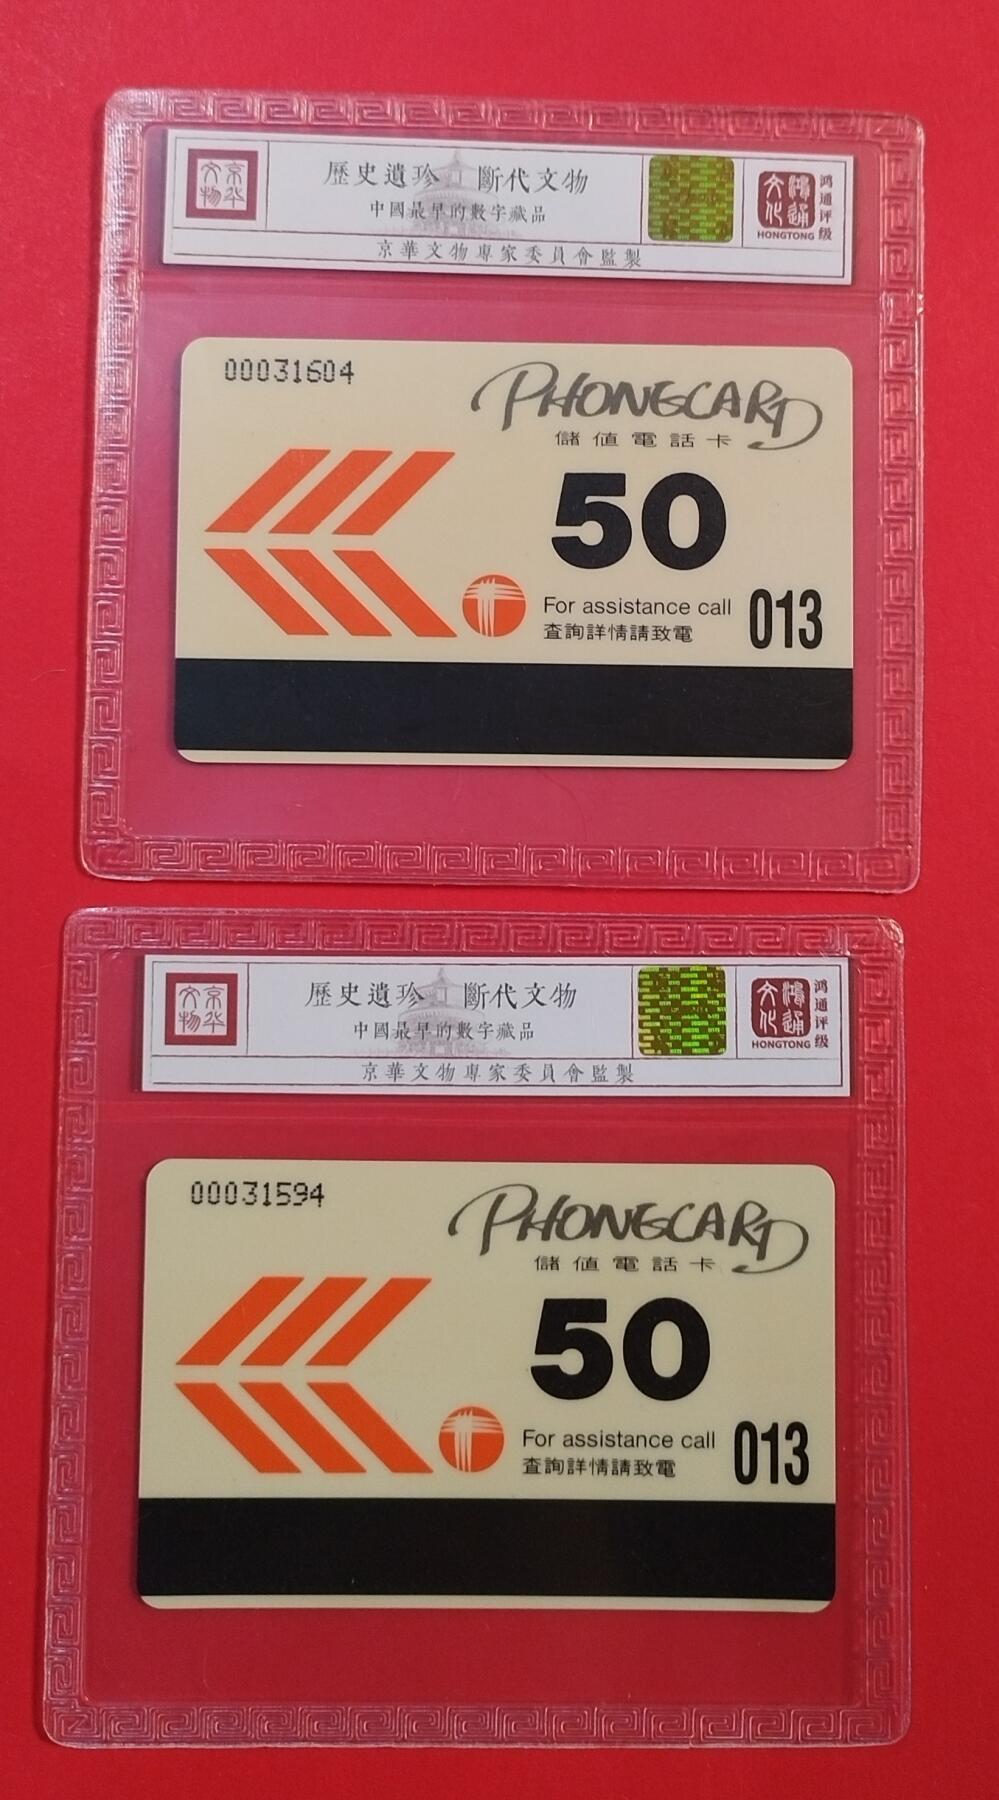 京华文物
歷史遺珍 斷代文物
中國最早的數字藏品
京華文物專家委員會監製
鴻通文化
HONGTONG
鸿通评级
00031604
PHONECARD
儲值電話卡
50
For assistance call
查詢詳情請致電
013
京华文物
歷史遺珍 斷代文物
中國最早的數字藏品
京華文物專家委員會監製
鴻通文化
HONGTONG
鸿通评级
00031594
PHONECARD
儲值電話卡
50
For assistance call
查詢詳情請致電
013